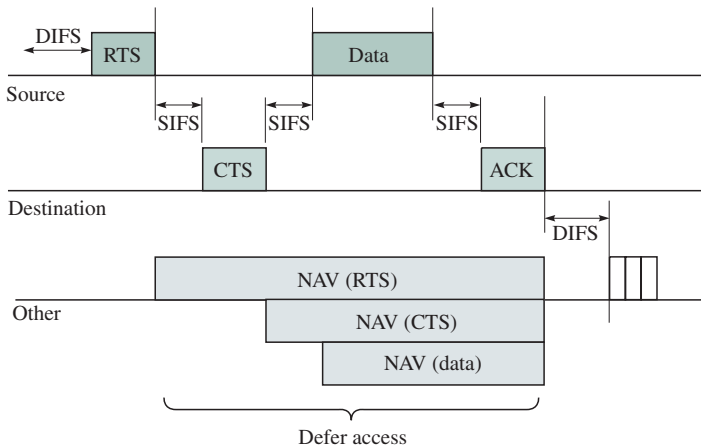 DIFS
RTS
Data
Source
SIFS
SIFS
SIFS
CTS
ACK
Destination
DIFS
NAV (RTS)
Other
NAV (CTS)
NAV (data)
Defer access